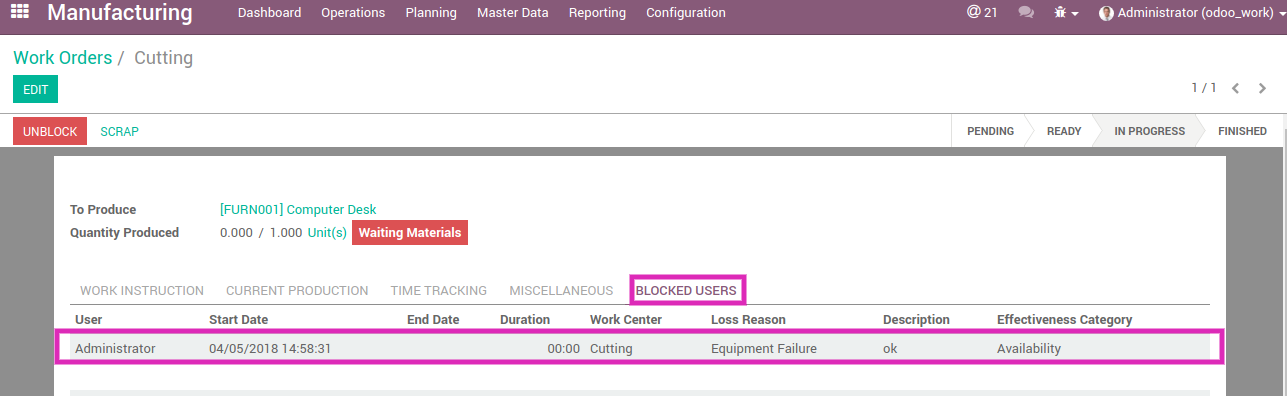 Manufacturing Dashboard Operations Planning Master Data Reporting Configuration @ 21 Administrator (odoo_work)
Work Orders / Cutting
EDIT 1 / 1
UNBLOCK SCRAP PENDING READY IN PROGRESS FINISHED
To Produce [FURN001] Computer Desk
Quantity Produced 0.000 / 1.000 Unit(s) Waiting Materials
WORK INSTRUCTION CURRENT PRODUCTION TIME TRACKING MISCELLANEOUS BLOCKED USERS
User Start Date End Date Duration Work Center Loss Reason Description Effectiveness Category
Administrator 04/05/2018 14:58:31 00:00 Cutting Equipment Failure ok Availability